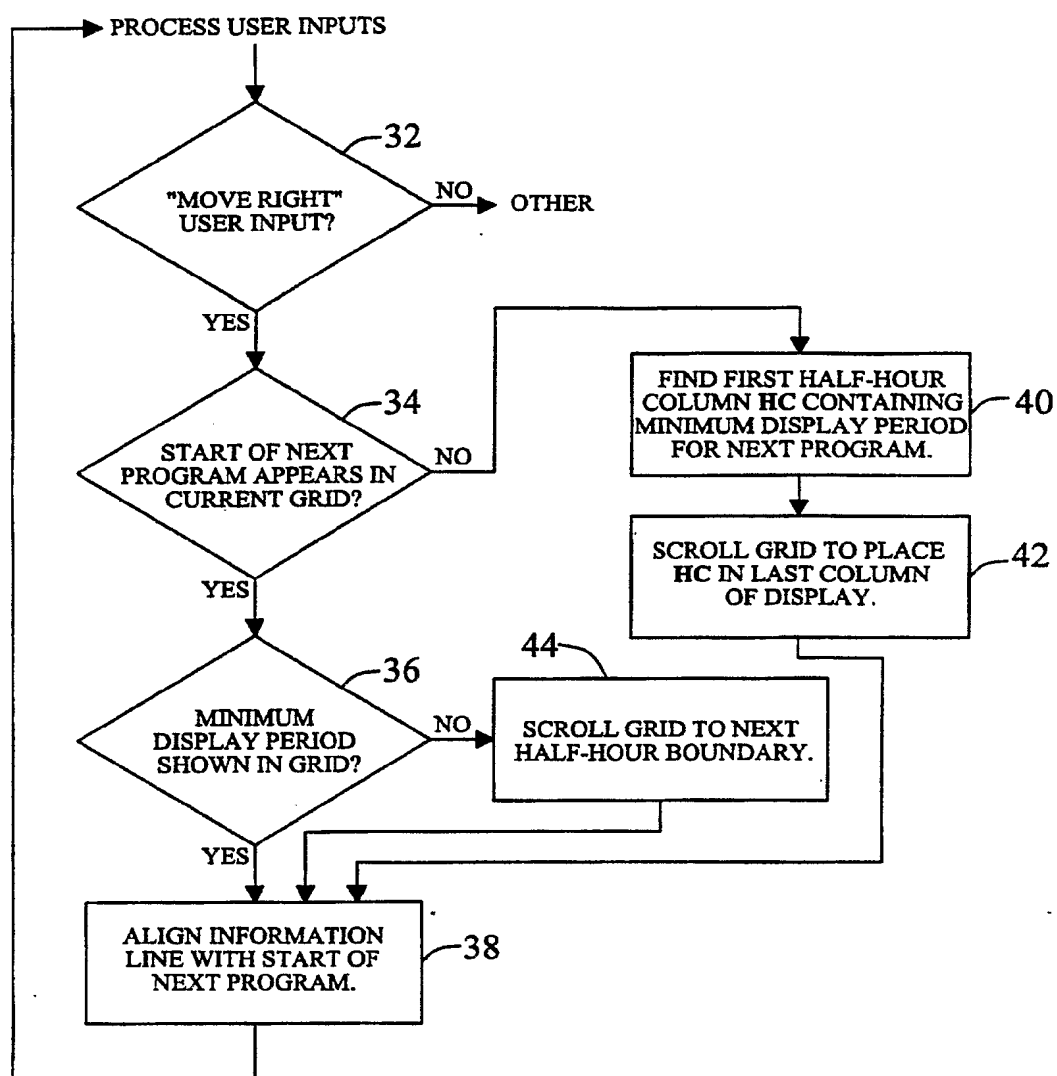 PROCESS USER INPUTS
32
"MOVE RIGHT"
USER INPUT?
NO
OTHER
YES
34
START OF NEXT
PROGRAM APPEARS IN
CURRENT GRID?
NO
FIND FIRST HALF-HOUR
COLUMN HC CONTAINING
MINIMUM DISPLAY PERIOD
FOR NEXT PROGRAM.
40
SCROLL GRID TO PLACE
HC IN LAST COLUMN
OF DISPLAY.
42
YES
36
MINIMUM
DISPLAY PERIOD
SHOWN IN GRID?
NO
44
SCROLL GRID TO NEXT
HALF-HOUR BOUNDARY.
YES
ALIGN INFORMATION
LINE WITH START OF
NEXT PROGRAM.
38